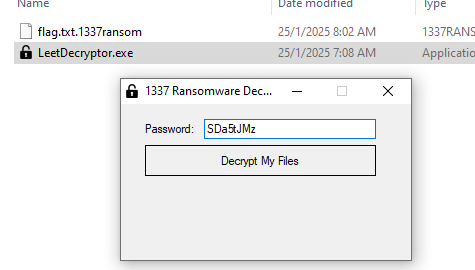 Name Date modified Type
flag.txt.1337ransom 25/1/2025 8:02 AM 1337RANS
LeetDecryptor.exe 25/1/2025 7:08 AM Applicatio
1337 Ransomware Dec...
Password: SDa5tJMz
Decrypt My Files